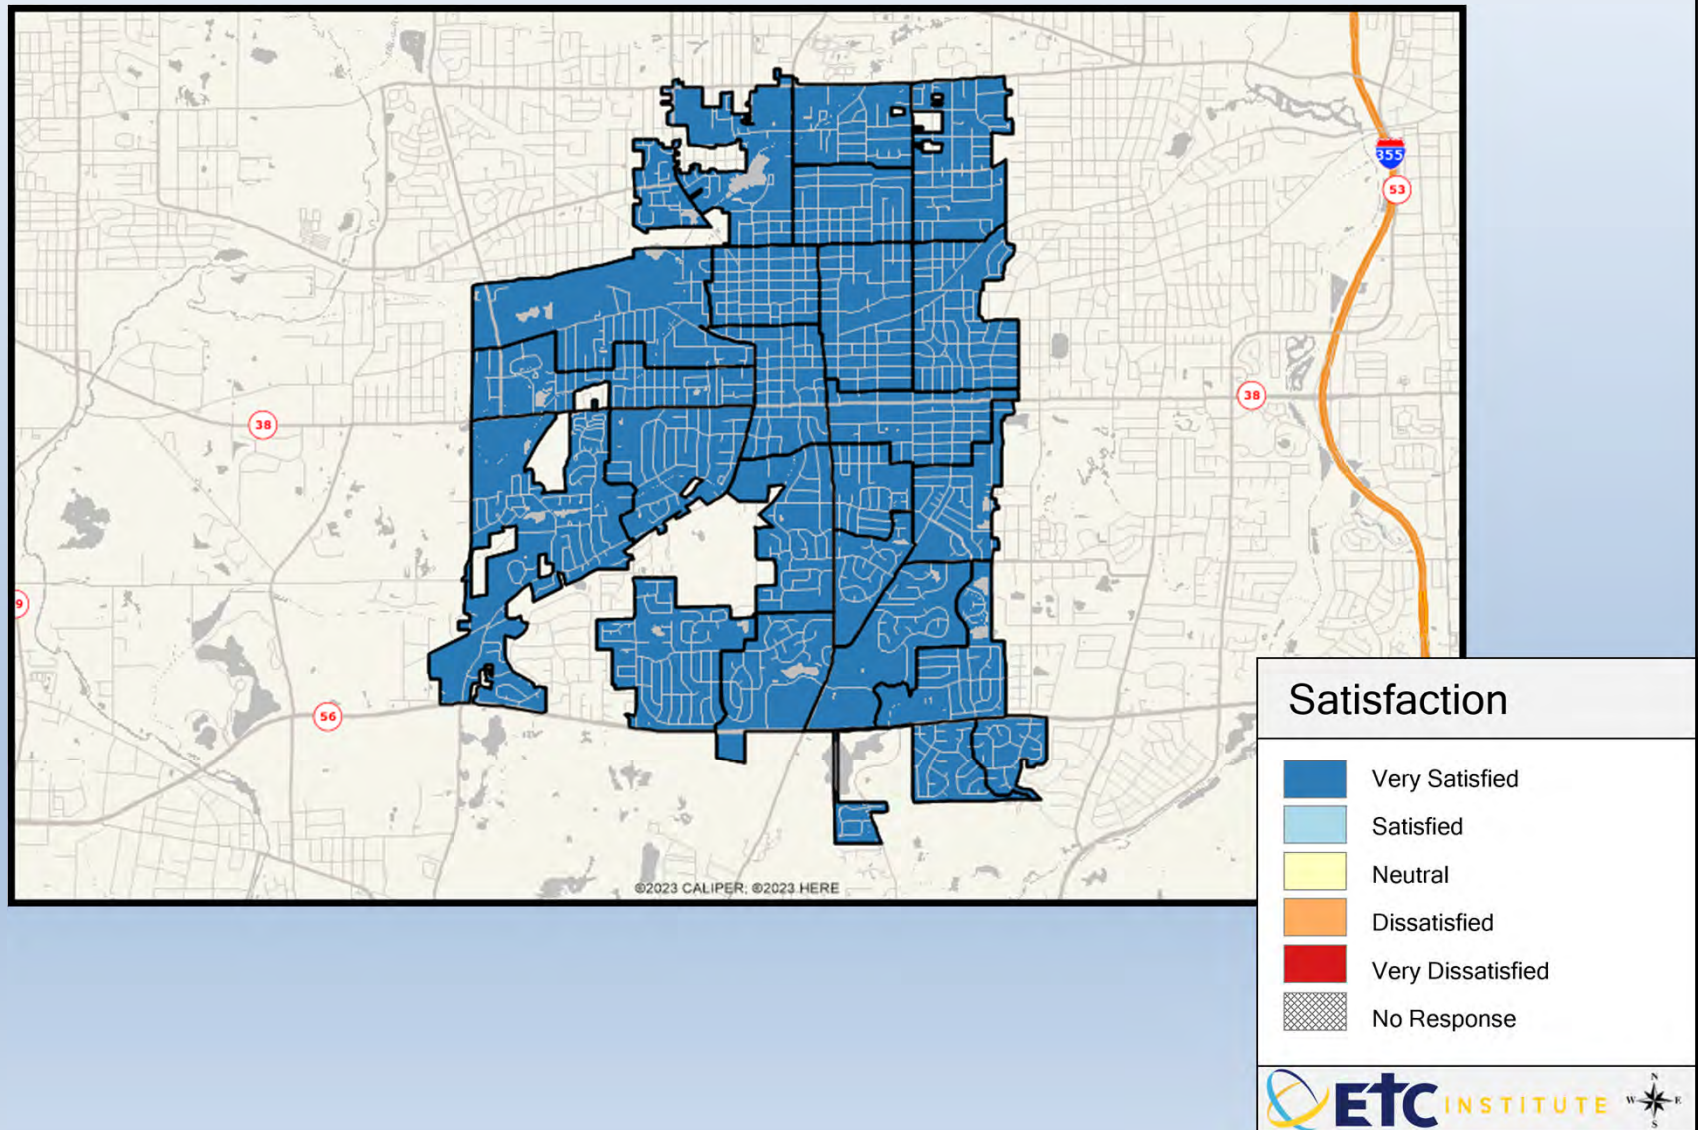 355
53
38
38
9
56
©2023 CALIPER; ©2023 HERE
Satisfaction
Very Satisfied
Satisfied
Neutral
Dissatisfied
Very Dissatisfied
No Response
ETC INSTITUTE
N
W E
S